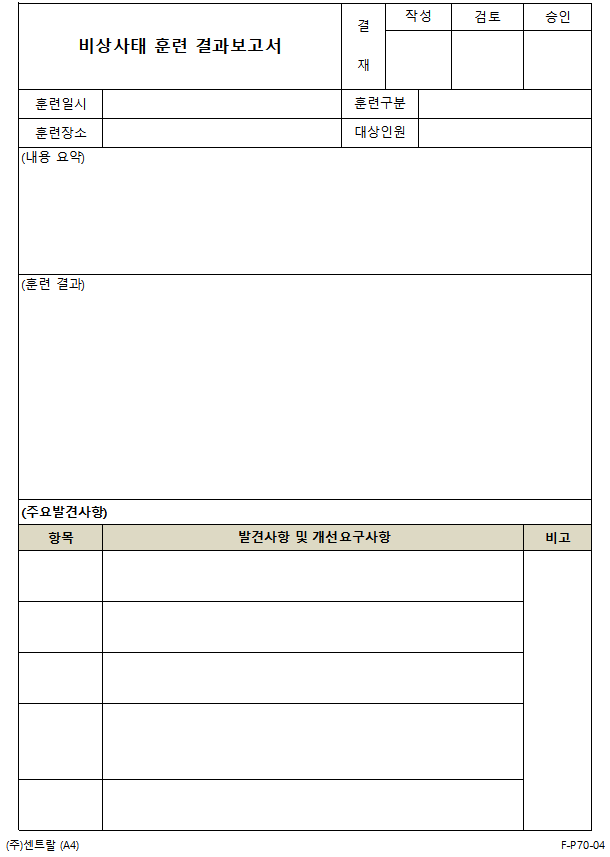 비상사태 훈련 결과보고서
결
재
작성 검토 승인
훈련일시 훈련구분
훈련장소 대상인원
(내용 요약)
(훈련 결과)
(주요발견사항)
항목 발견사항 및 개선요구사항 비고
(주)센트랄 (A4) F-P70-04